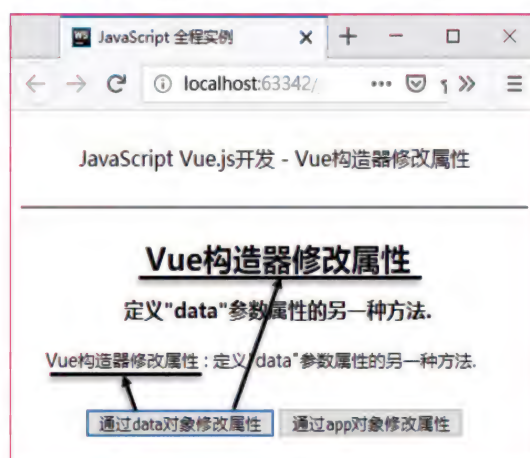 JavaScript 全程实例
localhost:63342/
JavaScript Vue.js开发 - Vue构造器修改属性
Vue构造器修改属性
定义"data"参数属性的另一种方法.
Vue构造器修改属性 : 定义"data"参数属性的另一种方法.
通过data对象修改属性 通过app对象修改属性